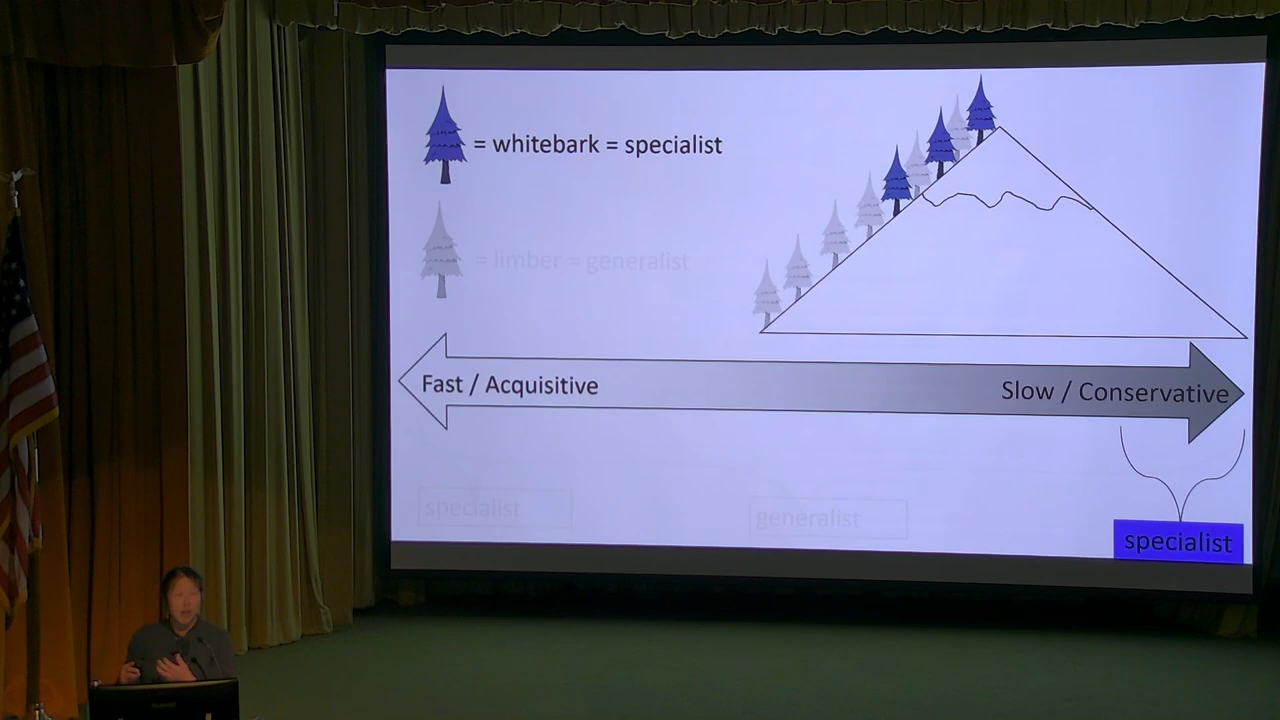 = whitebark = specialist
= limber = generalist
Fast / Acquisitive
Slow / Conservative
specialist
generalist
specialist